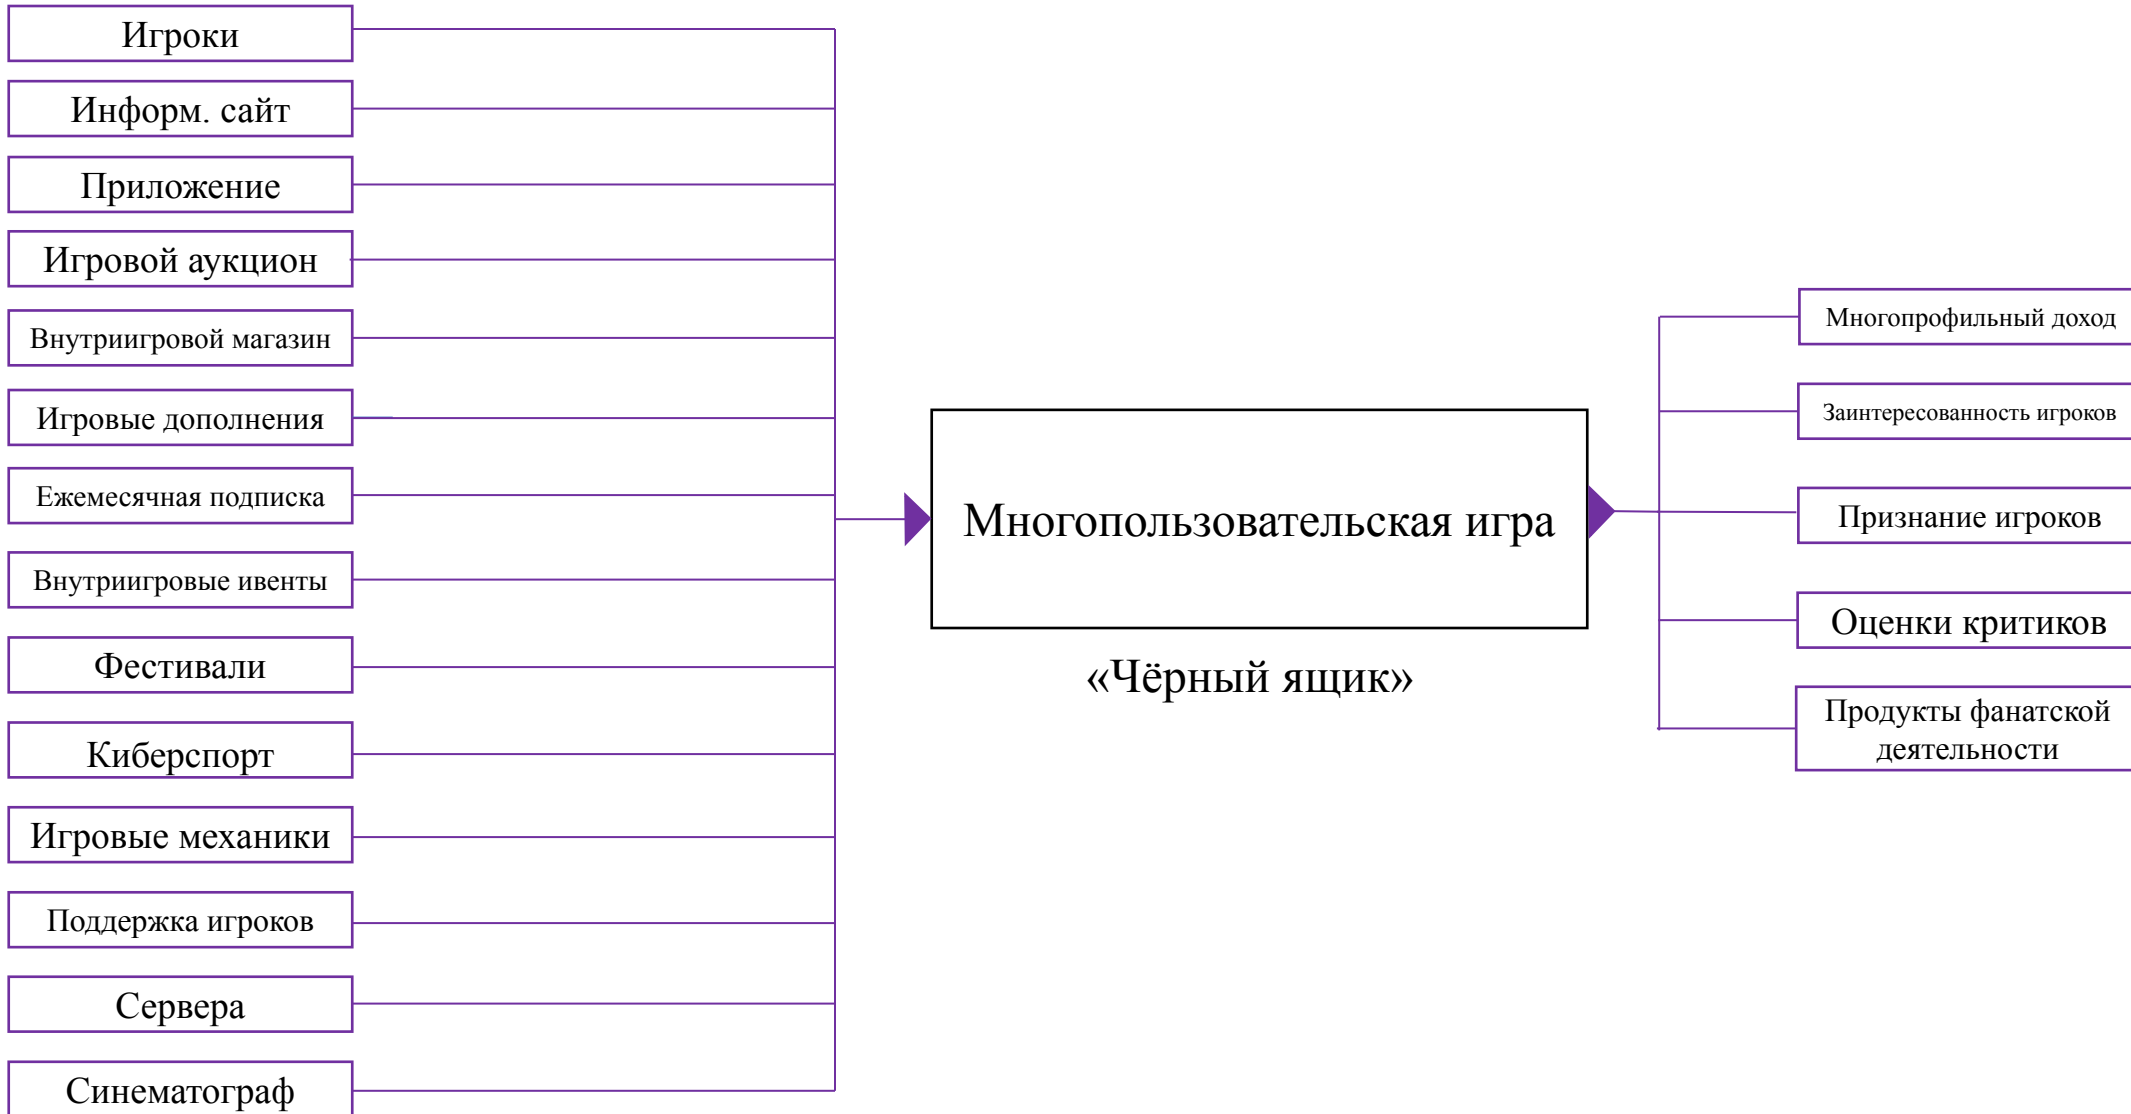 Игроки
Информ. сайт
Приложение
Игровой аукцион
Внутриигровой магазин
Игровые дополнения
Ежемесячная подписка
Внутриигровые ивенты
Фестивали
Киберспорт
Игровые механики
Поддержка игроков
Сервера
Синематограф
Многопользовательская игра
«Чёрный ящик»
Многопрофильный доход
Заинтересованность игроков
Признание игроков
Оценки критиков
Продукты фанатской
деятельности